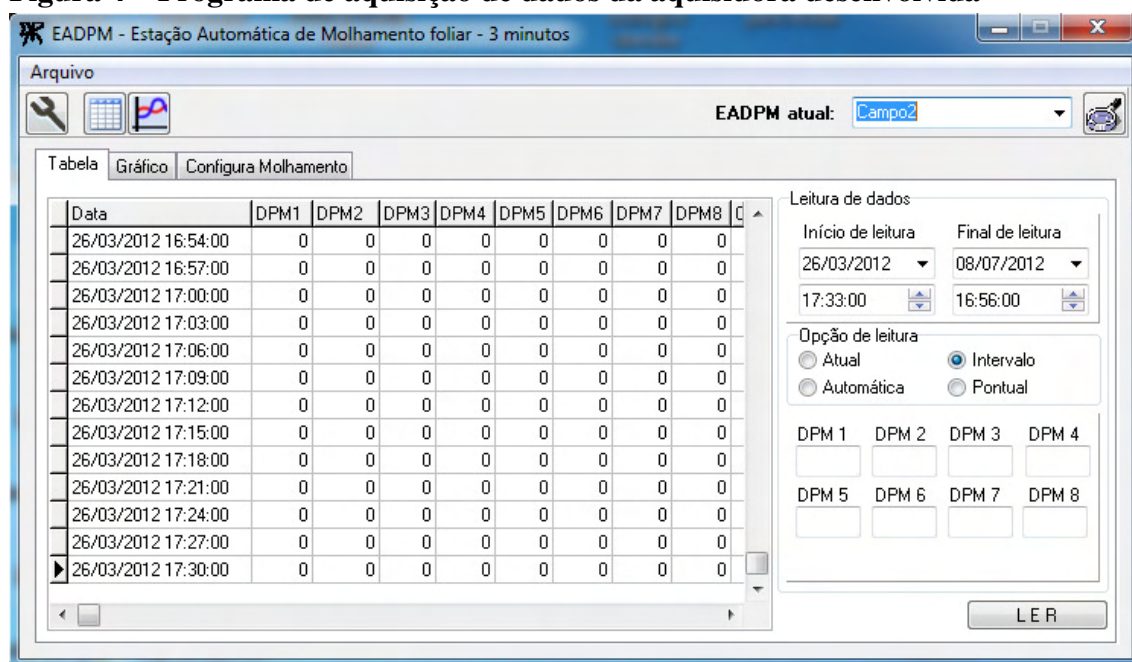 Figura 4 – Programa de aquisição de dados da aquisidora desenvolvida
EADPM - Estação Automática de Molhamento foliar - 3 minutos
Arquivo
EADPM atual: Campo2
Tabela Gráfico Configura Molhamento
Data DPM1 DPM2 DPM3 DPM4 DPM5 DPM6 DPM7 DPM8
26/03/2012 16:54:00 0 0 0 0 0 0 0 0
26/03/2012 16:57:00 0 0 0 0 0 0 0 0
26/03/2012 17:00:00 0 0 0 0 0 0 0 0
26/03/2012 17:03:00 0 0 0 0 0 0 0 0
26/03/2012 17:06:00 0 0 0 0 0 0 0 0
26/03/2012 17:09:00 0 0 0 0 0 0 0 0
26/03/2012 17:12:00 0 0 0 0 0 0 0 0
26/03/2012 17:15:00 0 0 0 0 0 0 0 0
26/03/2012 17:18:00 0 0 0 0 0 0 0 0
26/03/2012 17:21:00 0 0 0 0 0 0 0 0
26/03/2012 17:24:00 0 0 0 0 0 0 0 0
26/03/2012 17:27:00 0 0 0 0 0 0 0 0
26/03/2012 17:30:00 0 0 0 0 0 0 0 0
Leitura de dados
Início de leitura Final de leitura
26/03/2012 08/07/2012
17:33:00 16:56:00
Opção de leitura
Atual Intervalo
Automática Pontual
DPM 1 DPM 2 DPM 3 DPM 4
DPM 5 DPM 6 DPM 7 DPM 8
L E R